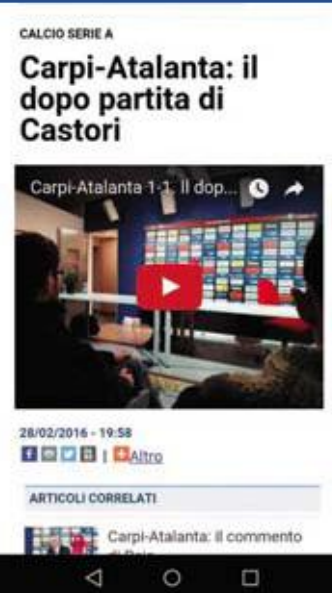 CALCIO SERIE A
Carpi-Atalanta: il
dopo partita di
Castori
Carpi-Atalanta 1-1: Il dop...
28/02/2016 - 19:58
| Altro
ARTICOLI CORRELATI
Carpi-Atalanta: il commento